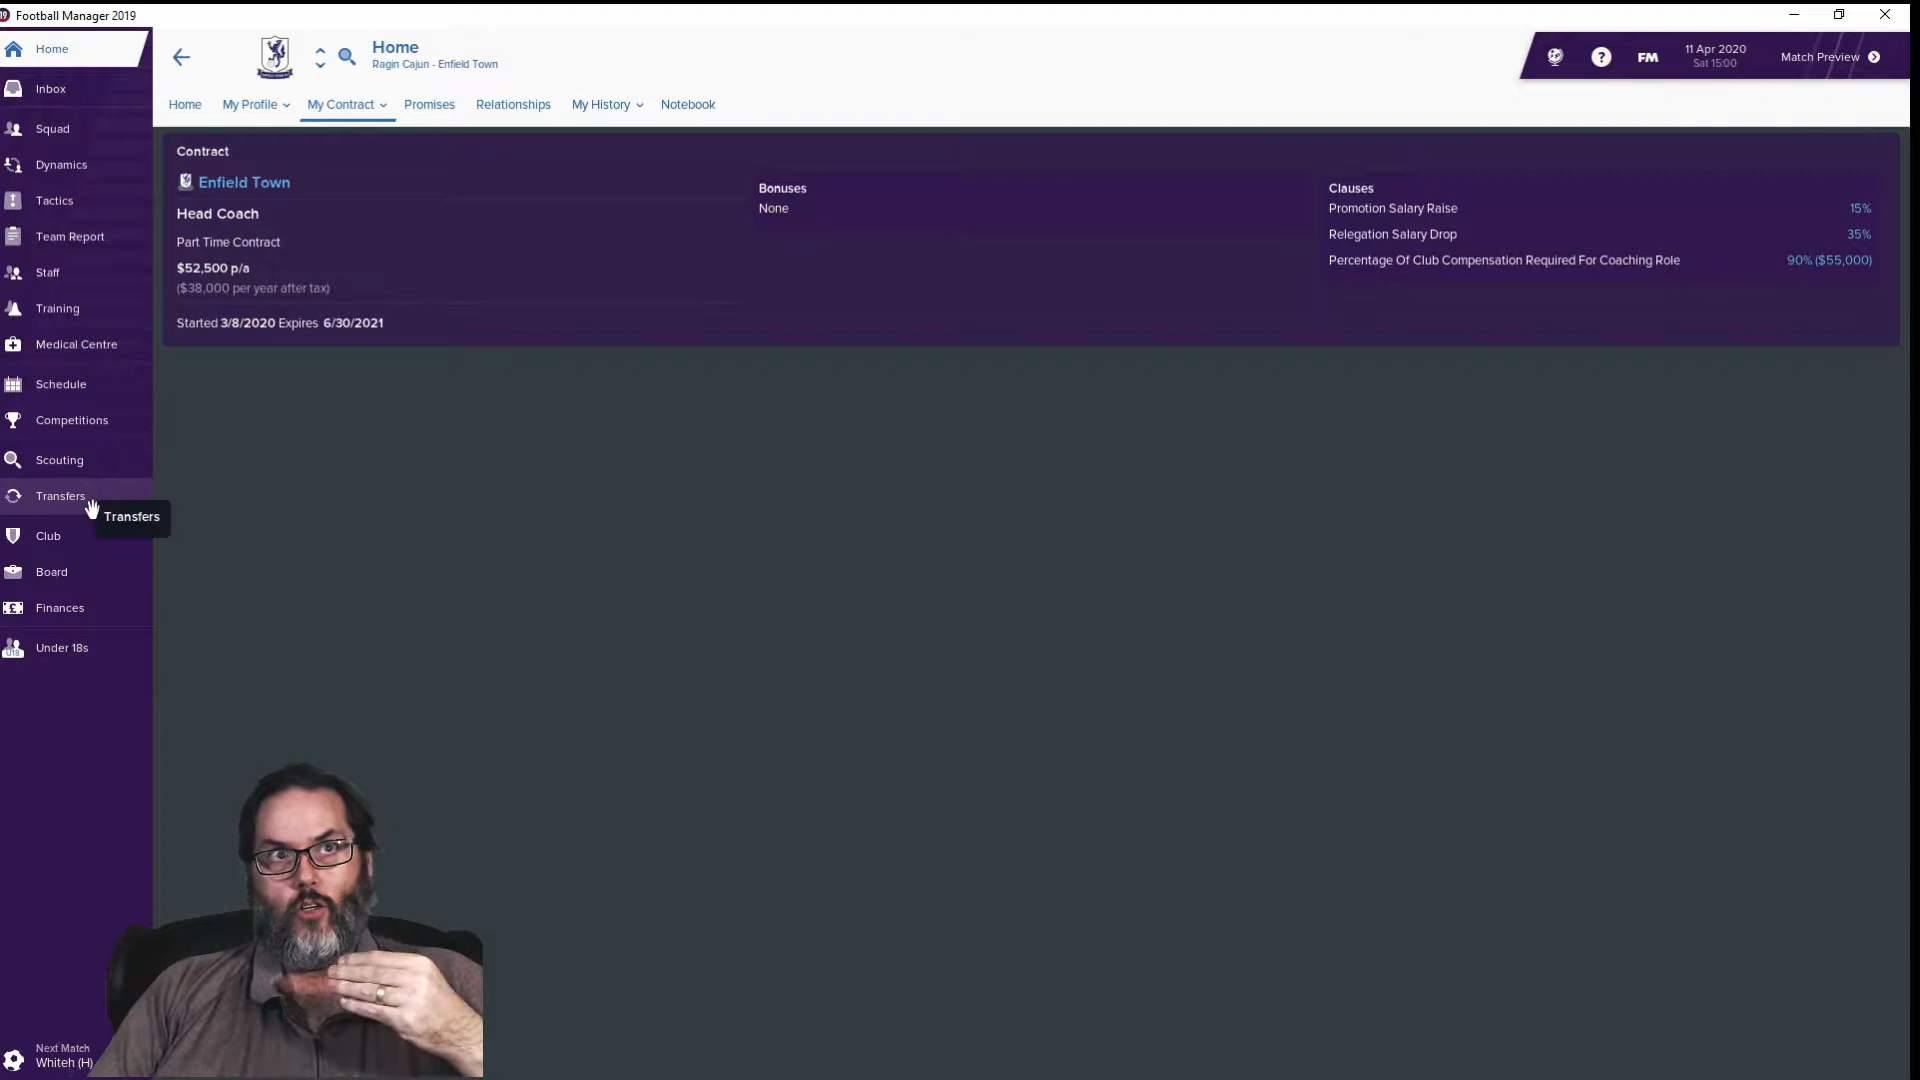 Football Manager 2019
Home
Inbox
Squad
Dynamics
Tactics
Team Report
Staff
Training
Medical Centre
Schedule
Competitions
Scouting
Transfers
Transfers
Club
Board
Finances
Under 18s
U18
Next Match
Whiteh (H)
Home
Ragin Cajun - Enfield Town
?
FM
11 Apr 2020
Sat 15:00
Match Preview
Home
My Profile
My Contract
Promises
Relationships
My History
Notebook
Contract
Enfield Town
Head Coach
Part Time Contract
$52,500 p/a
($38,000 per year after tax)
Started 3/8/2020 Expires 6/30/2021
Bonuses
None
Clauses
Promotion Salary Raise 15%
Relegation Salary Drop 35%
Percentage Of Club Compensation Required For Coaching Role 90% ($55,000)